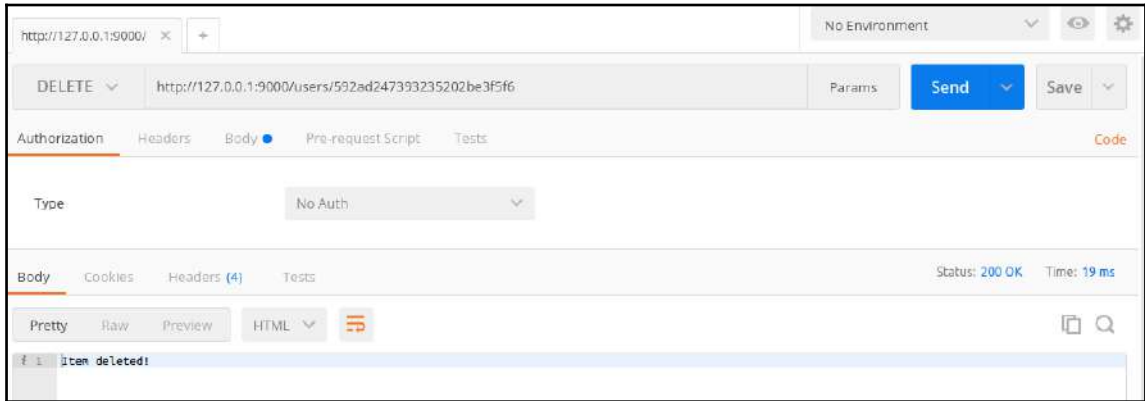 http://127.0.0.1:9000/ × +
No Environment
DELETE http://127.0.0.1:9000/users/592ad247393235202be3f5f6 Params Send Save
Authorization Headers Body Pre-request Script Tests Code
Type No Auth
Body Cookies Headers (4) Tests Status: 200 OK Time: 19 ms
Pretty Raw Preview HTML
i 1 Item deleted!